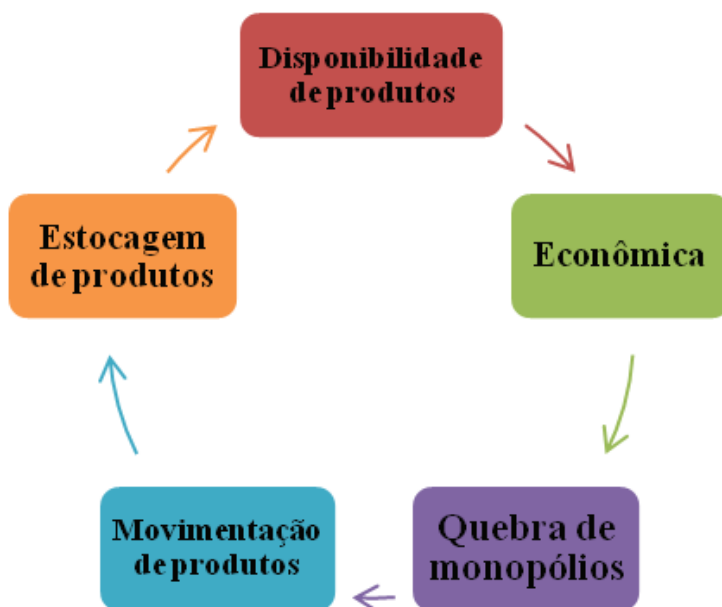 Disponibilidade
de produtos
Econômica
Quebra de
monopólios
Movimentação
de produtos
Estocagem
de produtos